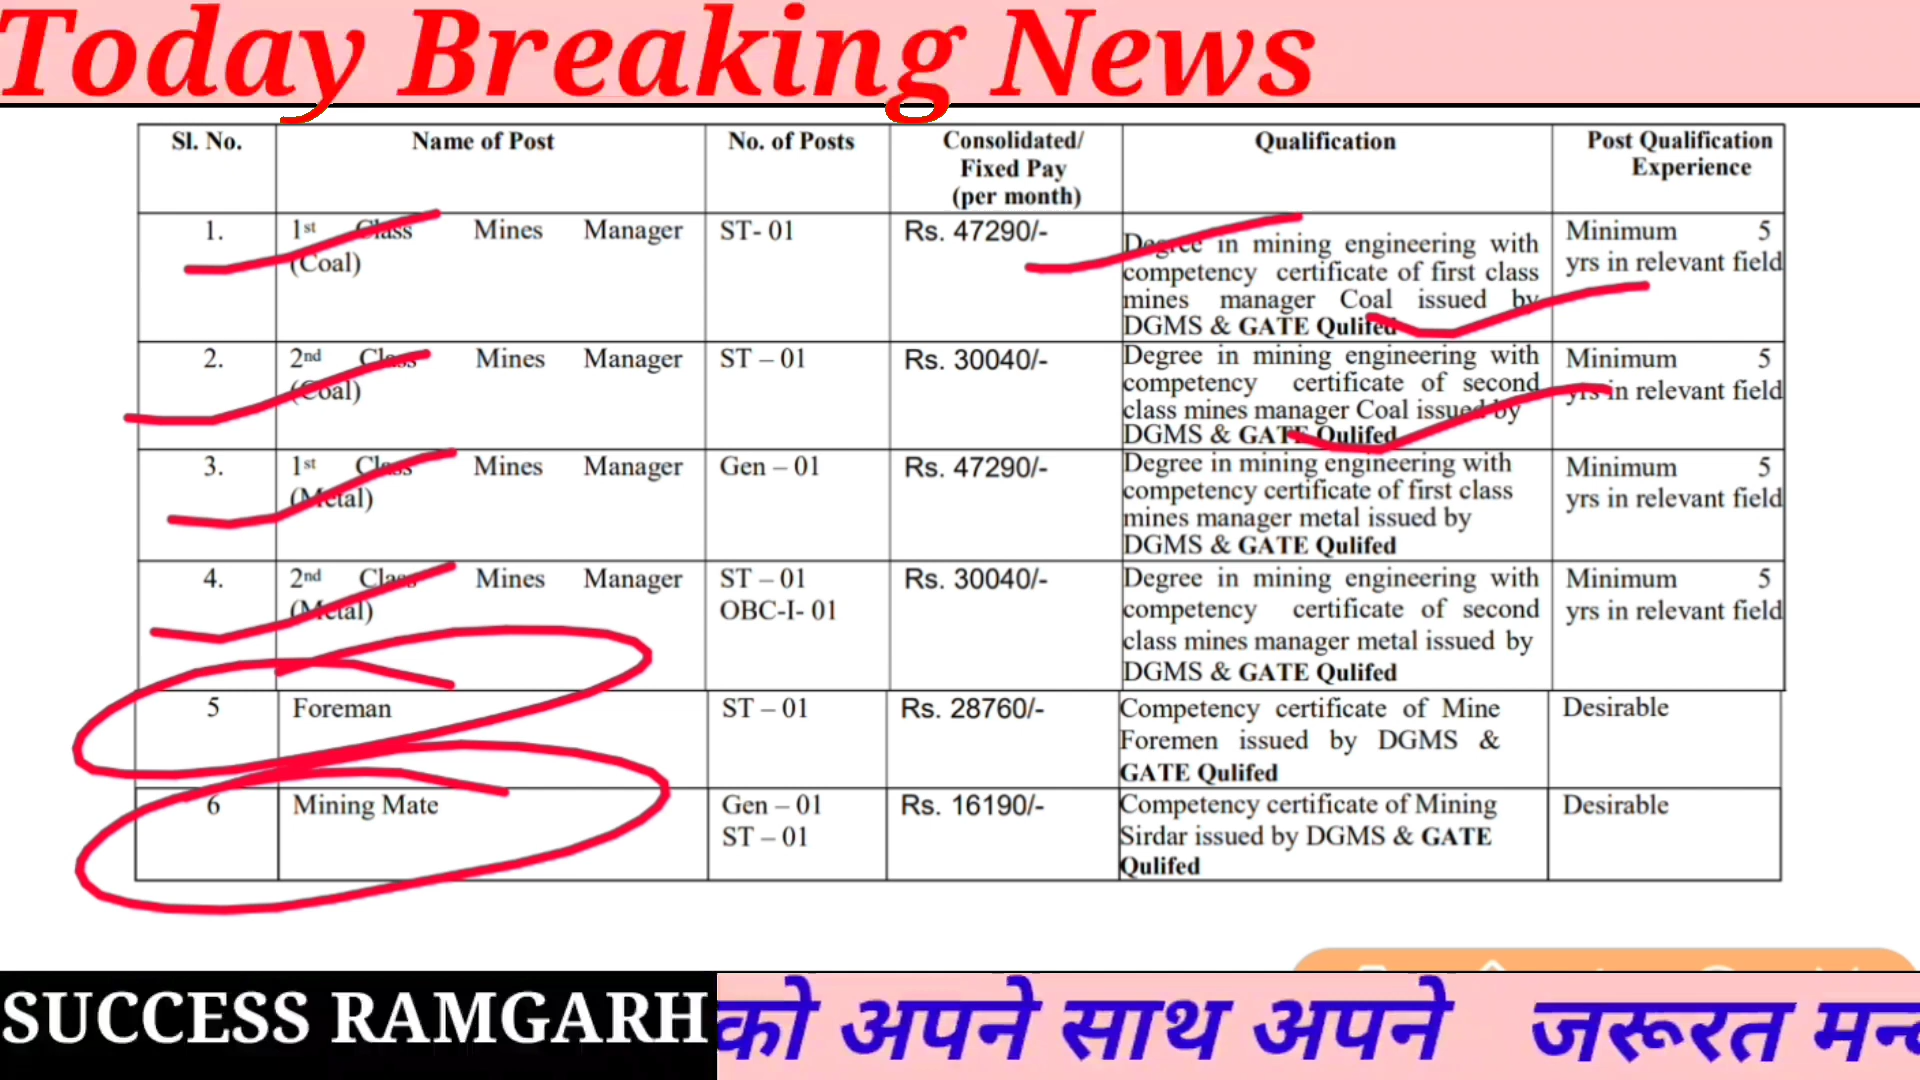 Today Breaking News
Sl. No. Name of Post No. of Posts Consolidated/ Fixed Pay (per month) Qualification Post Qualification Experience
1. 1st Class Mines Manager (Coal) ST- 01 Rs. 47290/- Degree in mining engineering with competency certificate of first class mines manager Coal issued by DGMS & GATE Qulifed Minimum 5 yrs in relevant field
2. 2nd Class Mines Manager (Coal) ST – 01 Rs. 30040/- Degree in mining engineering with competency certificate of second class mines manager Coal issued by DGMS & GATE Qulifed Minimum 5 yrs in relevant field
3. 1st Class Mines Manager (Metal) Gen – 01 Rs. 47290/- Degree in mining engineering with competency certificate of first class mines manager metal issued by DGMS & GATE Qulifed Minimum 5 yrs in relevant field
4. 2nd Class Mines Manager (Metal) ST – 01 OBC-I- 01 Rs. 30040/- Degree in mining engineering with competency certificate of second class mines manager metal issued by DGMS & GATE Qulifed Minimum 5 yrs in relevant field
5 Foreman ST – 01 Rs. 28760/- Competency certificate of Mine Foremen issued by DGMS & GATE Qulifed Desirable
6 Mining Mate Gen – 01 ST – 01 Rs. 16190/- Competency certificate of Mining Sirdar issued by DGMS & GATE Qulifed Desirable
SUCCESS RAMGARH को अपने साथ अपने जरूरत